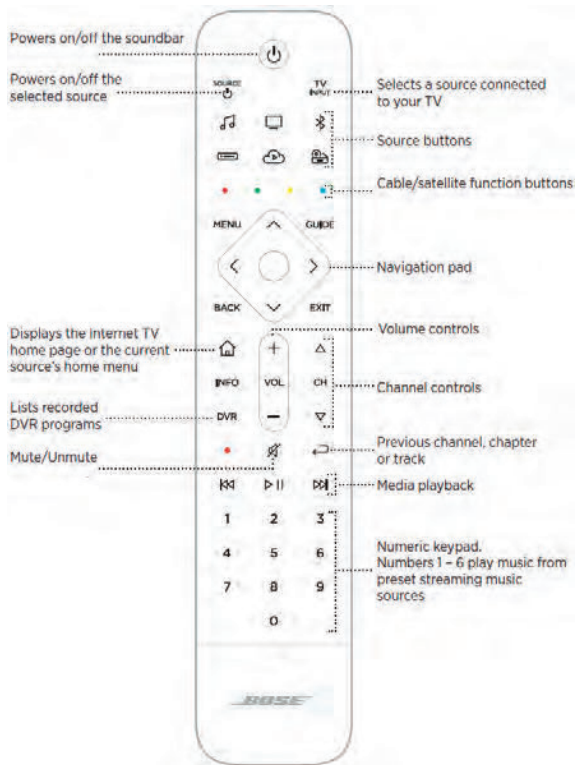 Powers on/off the soundbar
Powers on/off the
selected source
SOURCE
TV
INPUT
Selects a source connected
to your TV
Source buttons
Cable/satellite function buttons
MENU
GUIDE
Navigation pad
BACK
EXIT
Volume controls
Displays the Internet TV
home page or the current
source's home menu
INFO
VOL
CH
Channel controls
Lists recorded
DVR programs
DVR
Mute/Unmute
Previous channel, chapter
or track
Media playback
1 2 3
4 5 6
7 8 9
0
Numeric keypad.
Numbers 1 – 6 play music from
preset streaming music
sources
BOSE